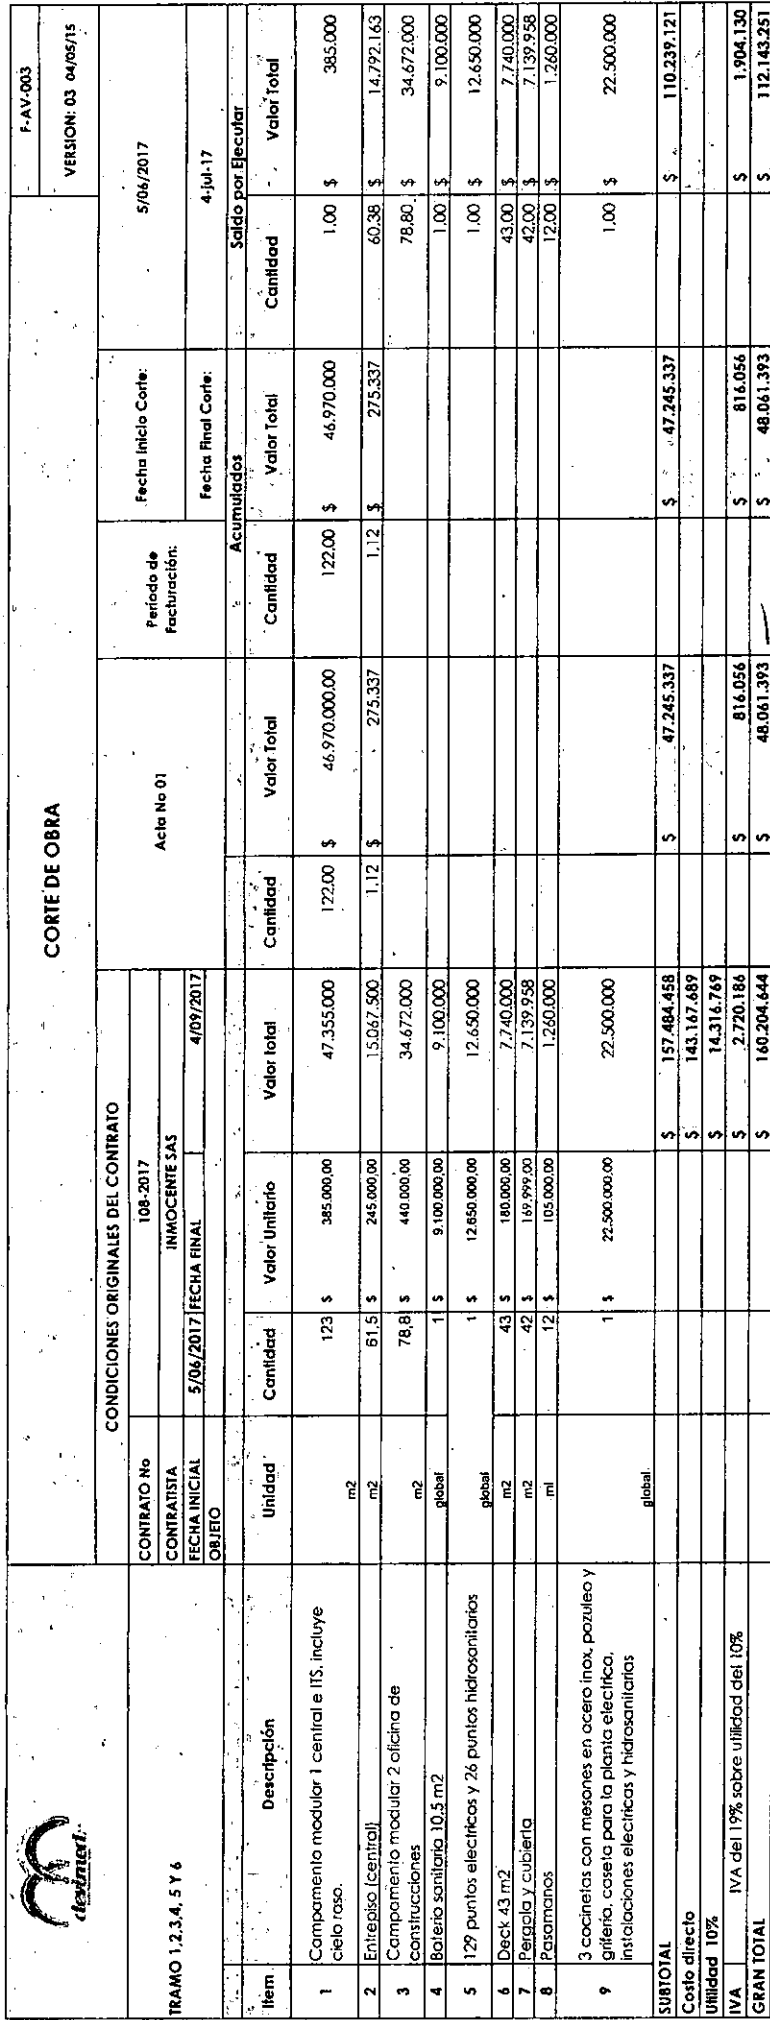 devimed
CORTE DE OBRA
F-AV-003
VERSION: 03 04/05/15
TRAMO 1,2,3,4, 5 Y 6
CONDICIONES ORIGINALES DEL CONTRATO
CONTRATO No 108-2017
CONTRATISTA INMOCENTE SAS
FECHA INICIAL 5/06/2017 FECHA FINAL 4/09/2017
OBJETO
Acta No 01
Periodo de
Facturación:
Fecha Inicio Corte: 5/06/2017
Fecha Final Corte: 4-jul-17
Acumulados Saldo por Ejecutar
Item Descripción Unidad Cantidad Valor Unitario Valor total Cantidad Valor Total Cantidad Valor Total Cantidad Valor Total
1 Campamento modular 1 central e ITS, incluye
cielo raso. m2 123 $ 385.000,00 47.355.000 122.00 $ 46.970.000.00 122.00 $ 46.970.000 1.00 $ 385.000
2 Entrepiso (central) m2 61,5 $ 245.000,00 15.067.500 1.12 $ 275.337 1.12 $ 275.337 60.38 $ 14.792.163
3 Campamento modular 2 oficina de
construcciones m2 78,8 $ 440.000,00 34.672.000 78.80 $ 34.672.000
4 Bateria sanitaria 10.5 m2 global 1 $ 9.100.000,00 9.100.000 1.00 $ 9.100.000
5 129 puntos electricos y 26 puntos hidrosanitarios global 1 $ 12.650.000,00 12.650.000 1.00 $ 12.650.000
6 Deck 43 m2 m2 43 $ 180.000,00 7.740.000 43.00 $ 7.740.000
7 Pergola y cubierta m2 42 $ 169.999,00 7.139.958 42.00 $ 7.139.958
8 Pasamanos ml 12 $ 105.000,00 1.260.000 12.00 $ 1.260.000
9 3 cocinetas con mesones en acero inox, pozuleo y
griferia, caseta para la planta electrica,
instalaciones electricas y hidrosanitarias global 1 $ 22.500.000,00 22.500.000 1.00 $ 22.500.000
SUBTOTAL $ 157.484.458 $ 47.245.337 $ 47.245.337 $ 110.239.121
Costo directo $ 143.167.689
Utilidad 10% $ 14.316.769
IVA IVA del 19% sobre utilidad del 10% $ 2.720.186 $ 816.056 $ 816.056 $ 1.904.130
GRAN TOTAL $ 160.204.644 $ 48.061.393 $ 48.061.393 $ 112.143.251